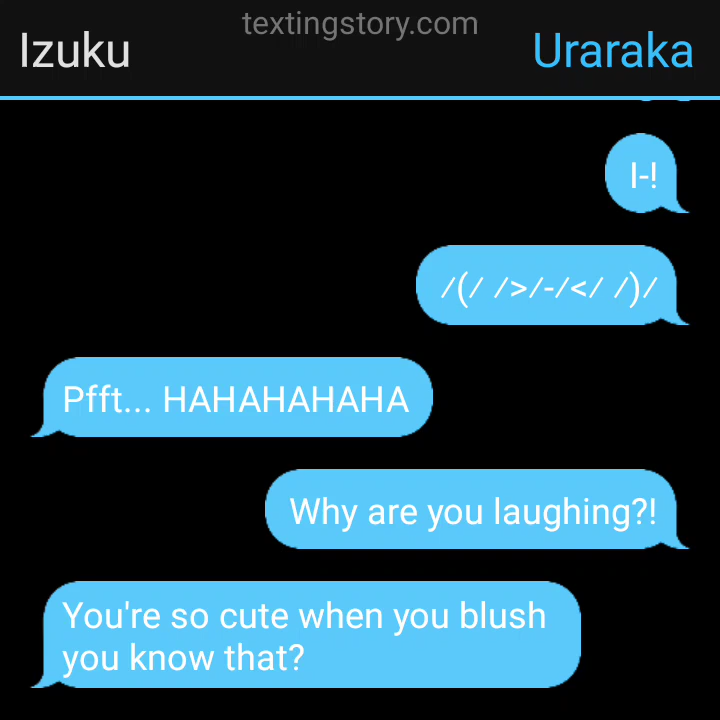 textingstory.com
Izuku
Uraraka
I-!
/(/ />/-/</ /)/
Pfft... HAHAHAHAHA
Why are you laughing?!
You're so cute when you blush
you know that?